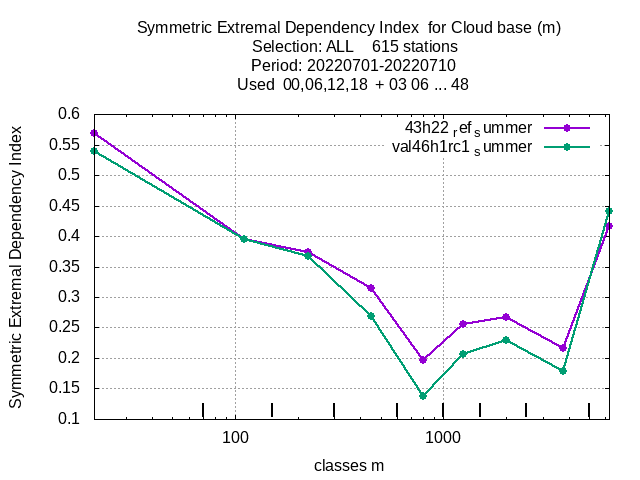 Symmetric Extremal Dependency Index  for Cloud base (m)
Selection: ALL    615 stations
Period: 20220701-20220710
Used  00,06,12,18  + 03 06 ... 48
Symmetric Extremal Dependency Index
0.6
0.55
0.5
0.45
0.4
0.35
0.3
0.25
0.2
0.15
0.1
43h22 ref summer
val46h1rc1 summer
100
1000
classes m